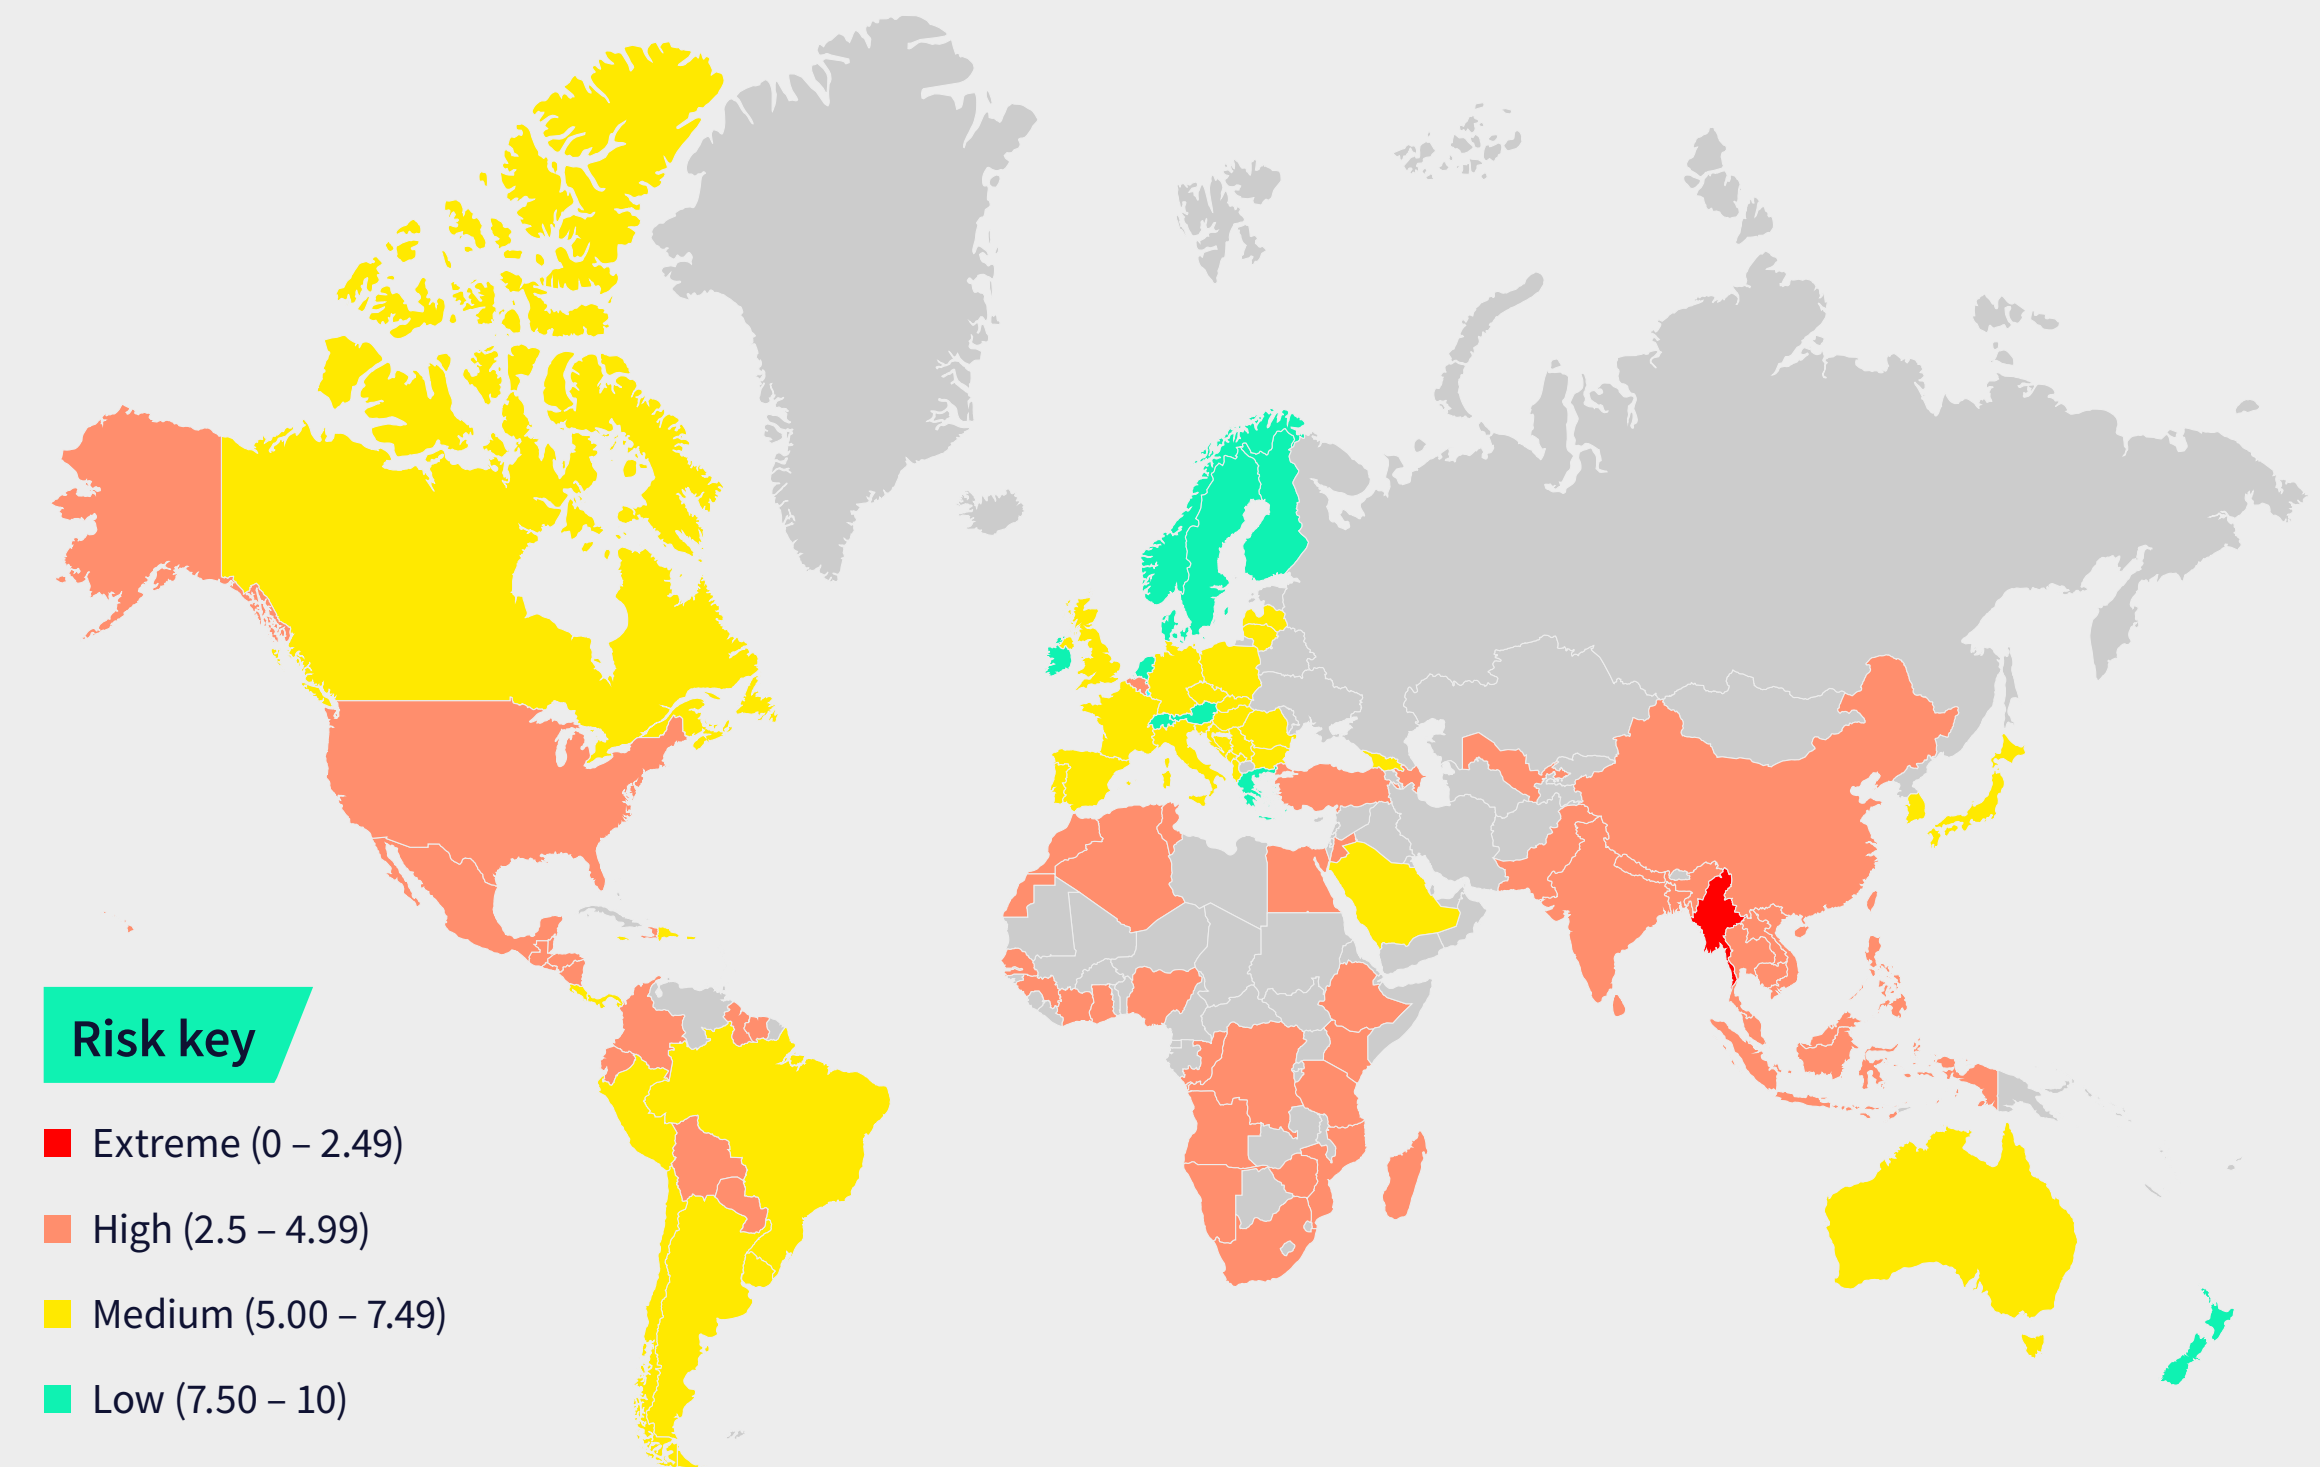 Risk key
Extreme (0 – 2.49)
High (2.5 – 4.99)
Medium (5.00 – 7.49)
Low (7.50 – 10)